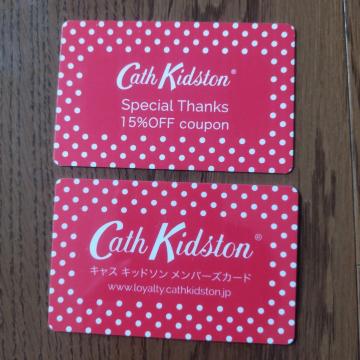 Cath Kidston®
Special Thanks
15%OFF coupon
Cath Kidston®
キャス キッドソン メンバーズカード
www.loyalty.cathkidston.jp